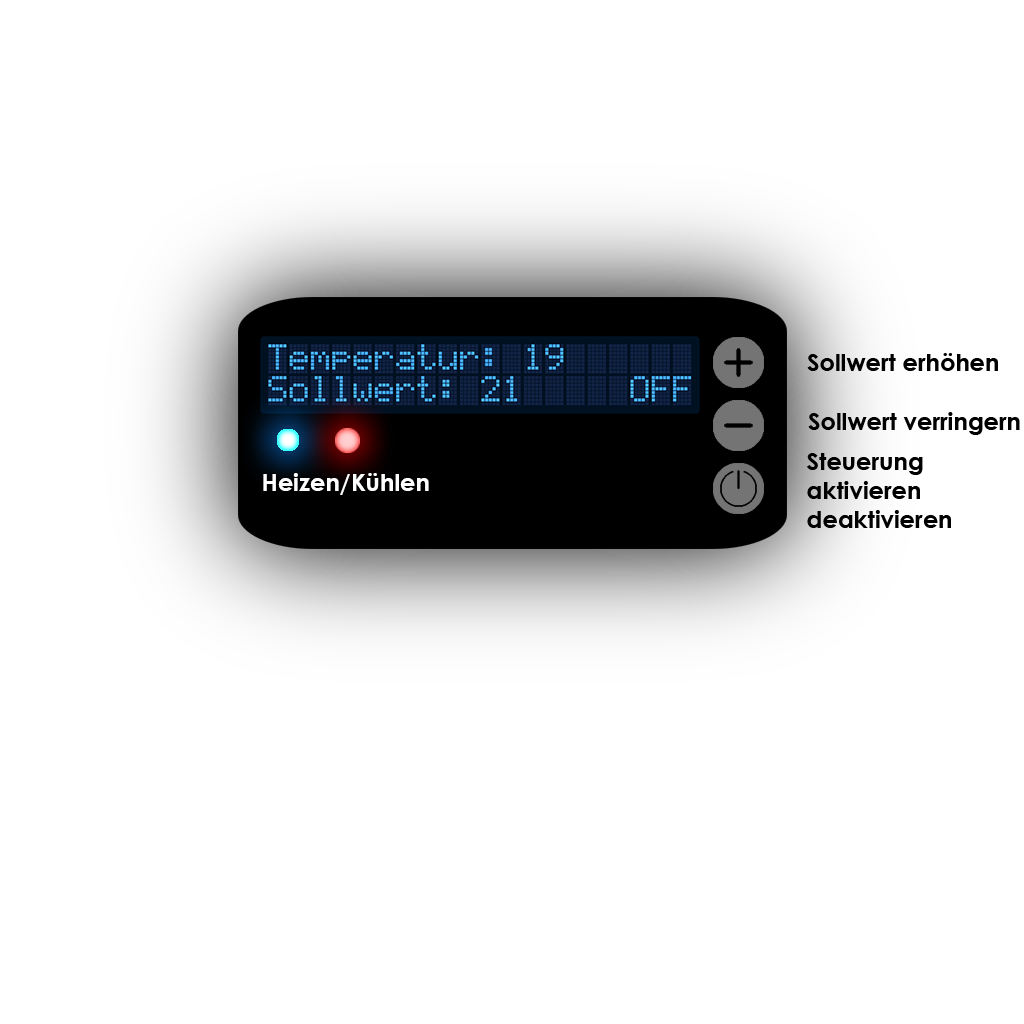 Temperatur: 19
Sollwert: 21 OFF
Heizen/Kühlen
Sollwert erhöhen
Sollwert verringern
Steuerung
aktivieren
deaktivieren